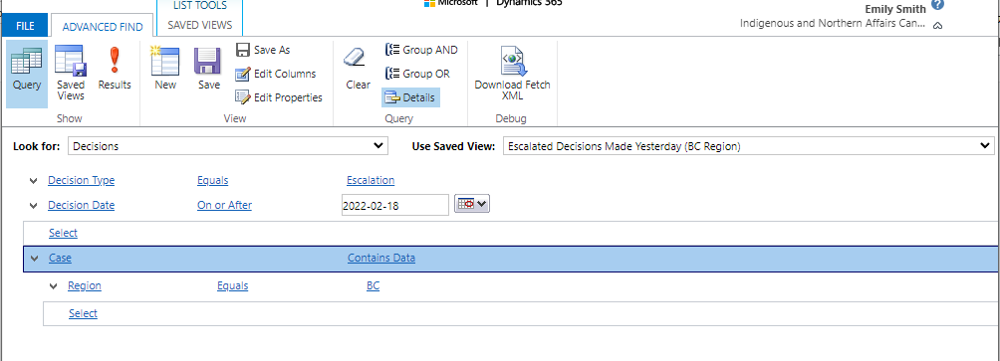 LIST TOOLS
Microsoft | Dynamics 365
Emily Smith
?
FILE
ADVANCED FIND
SAVED VIEWS
Indigenous and Northern Affairs Can...
Query
Saved Views
Results
New
Save
Save As
Edit Columns
Edit Properties
Clear
Group AND
Group OR
Details
Download Fetch XML
Show
View
Query
Debug
Look for: Decisions
Use Saved View: Escalated Decisions Made Yesterday (BC Region)
Decision Type Equals Escalation
Decision Date On or After 2022-02-18
Select
Case Contains Data
Region Equals BC
Select